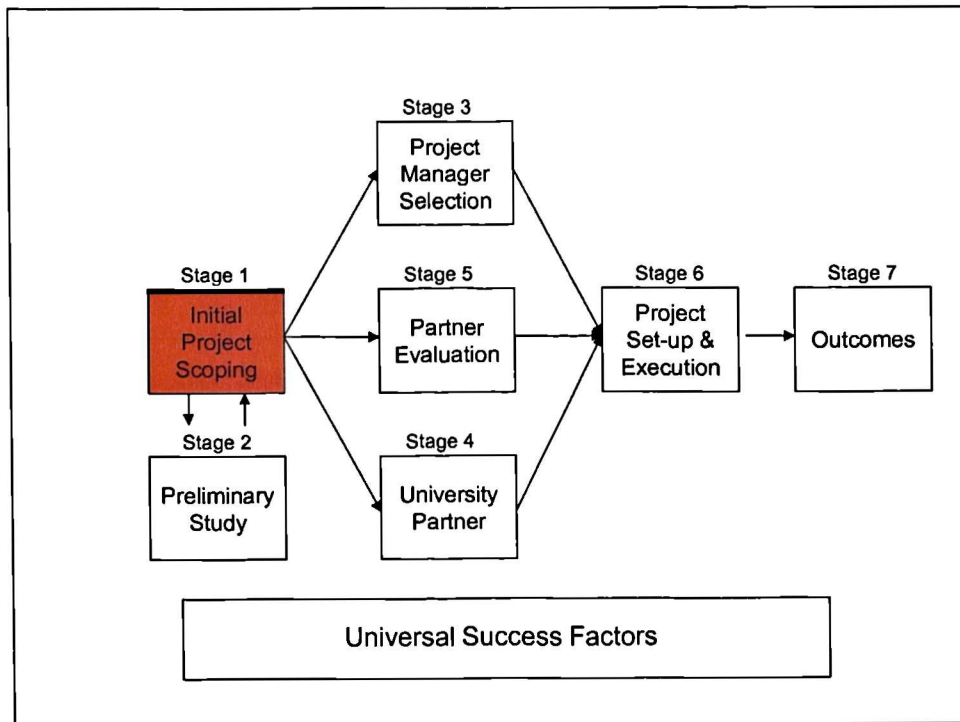 Stage 3
Project
Manager
Selection
Stage 1
Initial
Project
Scoping
Stage 5
Partner
Evaluation
Stage 6
Project
Set-up &
Execution
Stage 7
Outcomes
Stage 2
Preliminary
Study
Stage 4
University
Partner
Universal Success Factors